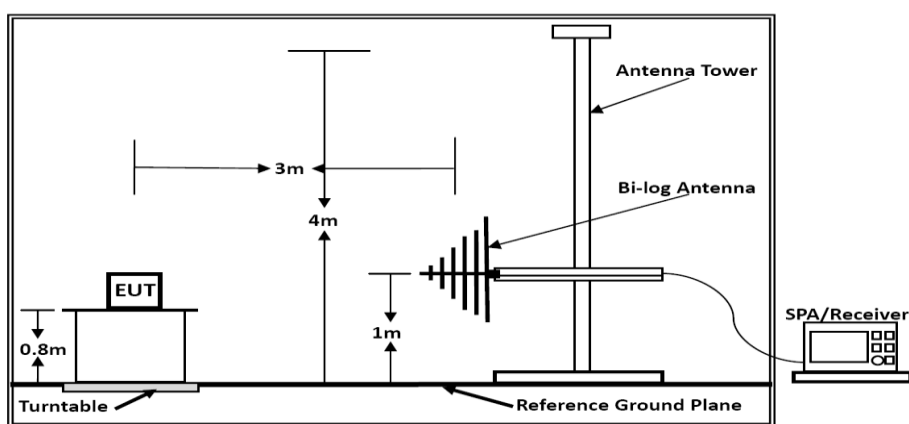 Antenna Tower
3m
Bi-log Antenna
4m
EUT
1m
0.8m
SPA/Receiver
Turntable
Reference Ground Plane